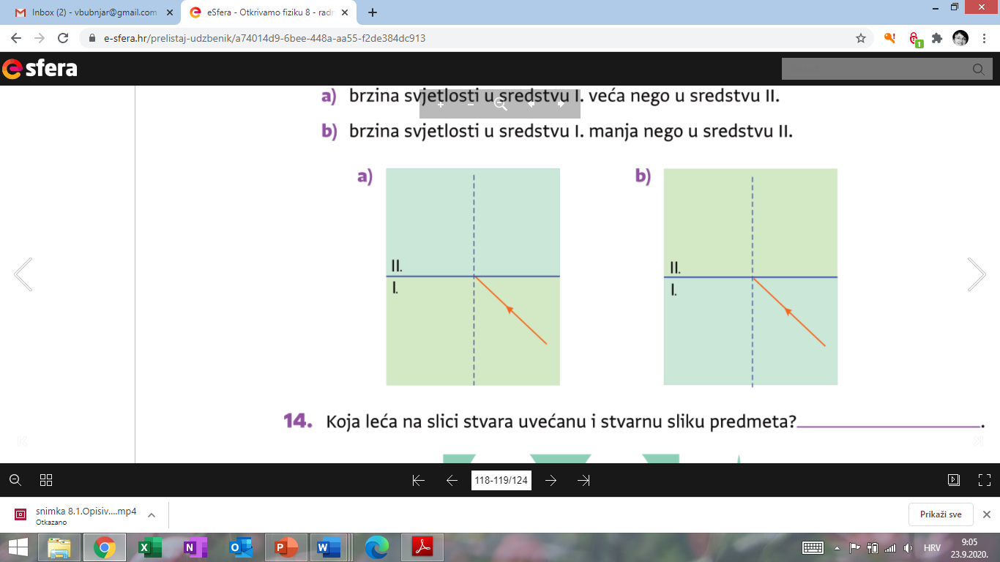 Inbox (2) - vbubnjar@gmail.com
eSfera - Otkrivamo fiziku 8 - radn
e-sfera.hr/prelistaj-udzbenik/a74014d9-6bee-448a-aa55-f2de384dc913
1
e sfera
a) brzina svjetlosti u sredstvu I. veća nego u sredstvu II.
b) brzina svjetlosti u sredstvu I. manja nego u sredstvu II.
a)
b)
II.
I.
II.
I.
14. Koja leća na slici stvara uvećanu i stvarnu sliku predmeta? .
118-119/124
snimka 8.1.Opisiv....mp4
Otkazano
Prikaži sve
HRV
9:05
23.9.2020.